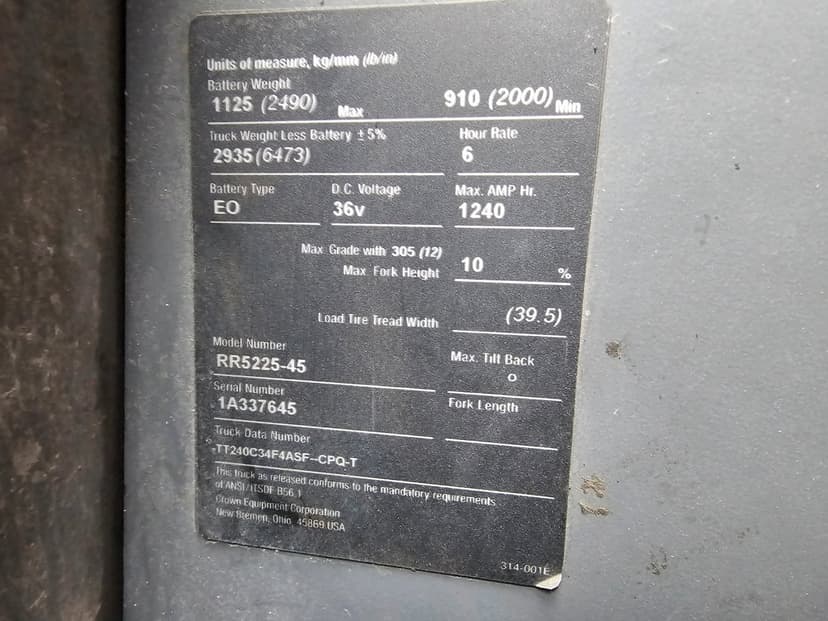 Units of measure, kg/mm (lb/in)
Battery Weight
1125 (2490) Max 910 (2000) Min
Truck Weight Less Battery ± 5% Hour Rate
2935 (6473) 6
Battery Type D.C. Voltage Max. AMP Hr.
EO 36v 1240
Max Grade with 305 (12)
Max Fork Height 10 %
Load Tire Tread Width (39.5)
Model Number Max. Tilt Back
RR5225-45 o
Serial Number Fork Length
1A337645
Truck Data Number
-TT240C34F4ASF--CPQ-T
This truck as released conforms to the mandatory requirements
of ANSI/ITSDF B56.1
Crown Equipment Corporation
New Bremen, Ohio 45869 USA
314-001E